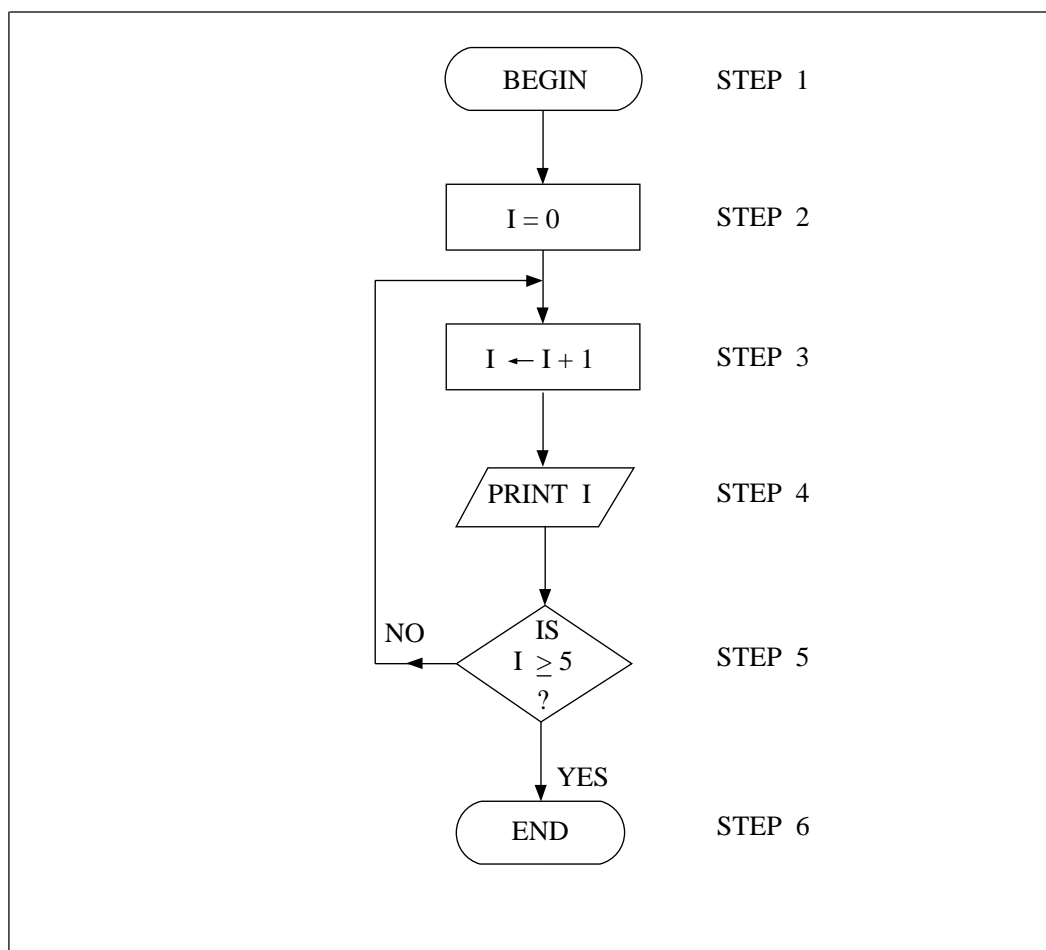 BEGIN STEP 1
I = 0 STEP 2
I ← I + 1 STEP 3
PRINT I STEP 4
IS
NO
I ≥ 5 STEP 5
?
YES
END STEP 6